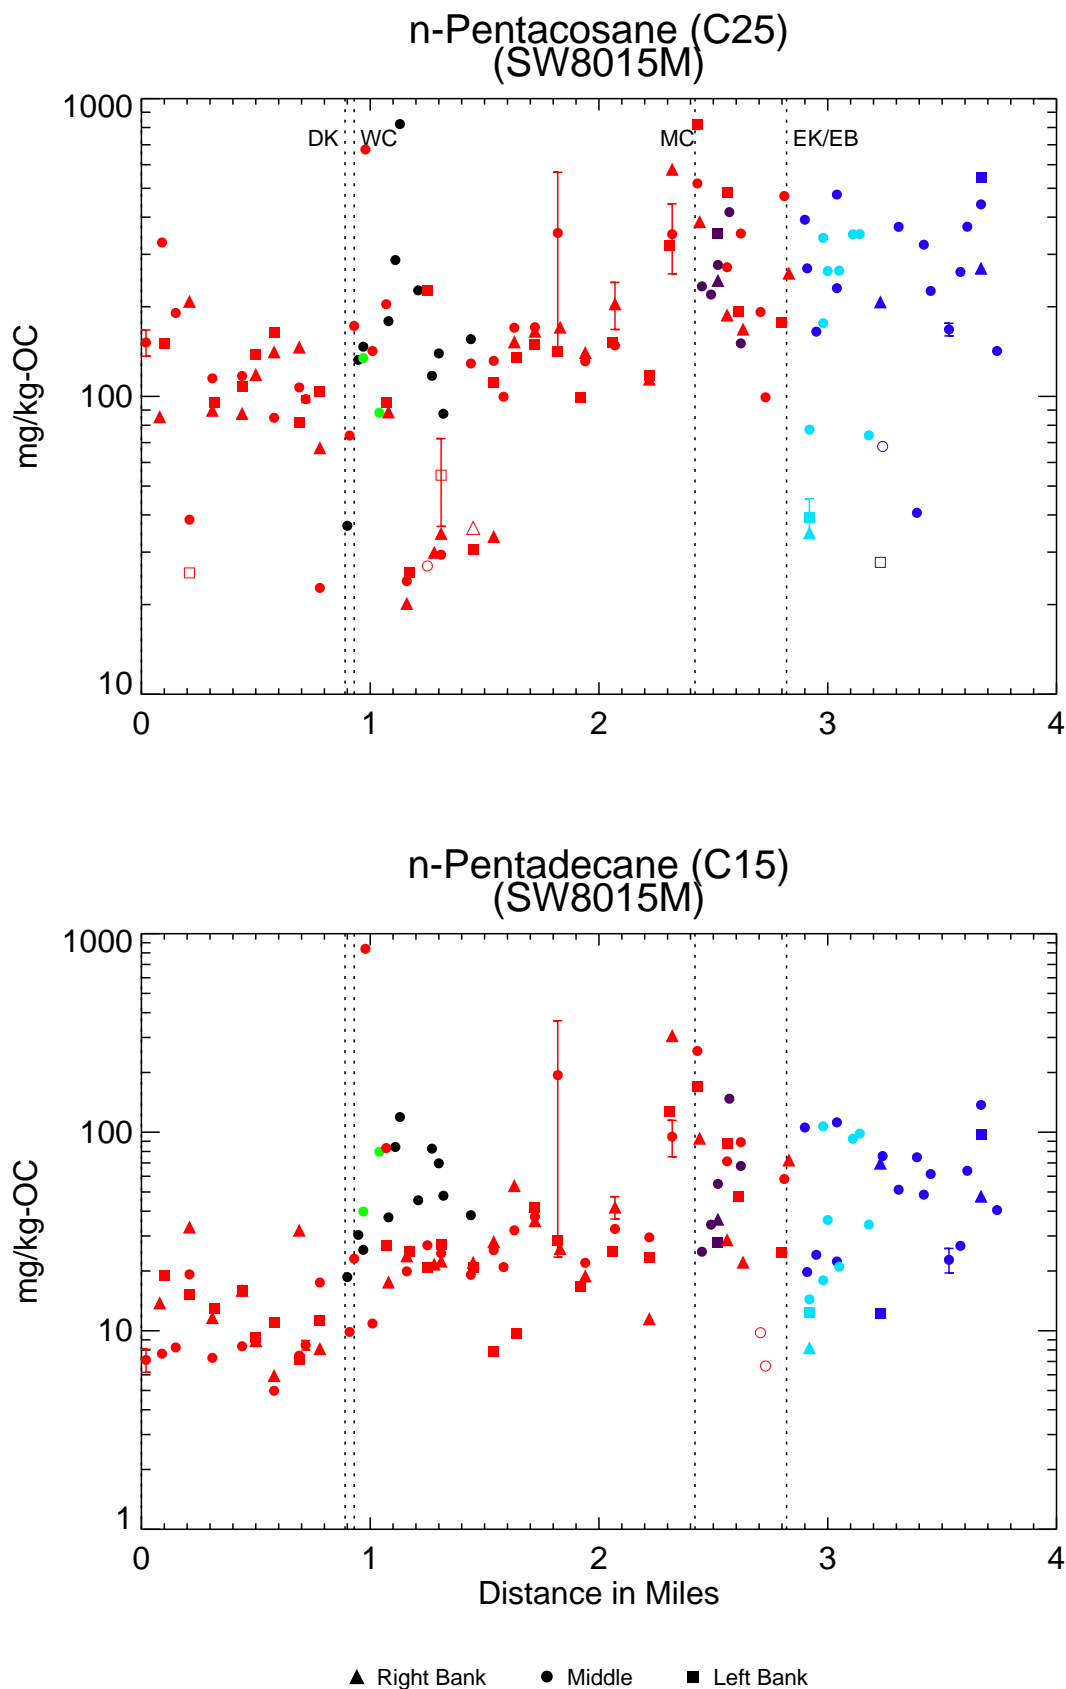 n-Pentacosane (C25)
(SW8015M)
1000
DK WC MC EK/EB
100
mg/kg-OC
10
0 1 2 3 4
n-Pentadecane (C15)
(SW8015M)
1000
100
mg/kg-OC
10
1
0 1 2 3 4
Distance in Miles
Right Bank Middle Left Bank